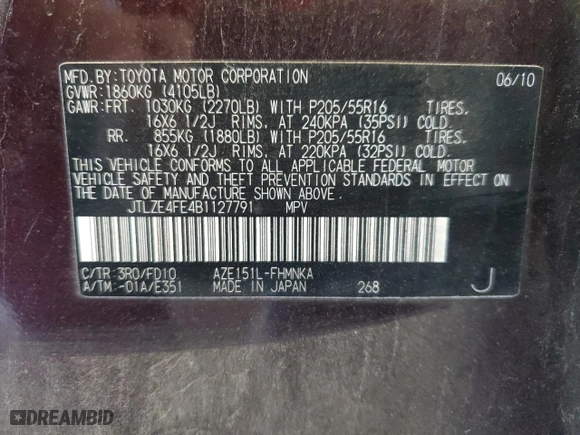 MFD.BY:TOYOTA MOTOR CORPORATION 06/10
GVWR:1860KG (4105LB)
GAWR:FRT 1030KG (2270LB) WITH P205/55R16 TIRES,
16X6 1/2J RIMS, AT 240KPA (35PSI) COLD.
RR. 855KG (1880LB) WITH P205/55R16 TIRES,
16X6 1/2J RIMS, AT 220KPA (32PSI) COLD.
THIS VEHICLE CONFORMS TO ALL APPLICABLE FEDERAL MOTOR
VEHICLE SAFETY AND THEFT PREVENTION STANDARDS IN EFFECT ON THE
DATE OF MANUFACTURE SHOWN ABOVE.
JTLZE4FE4B1127791 MPV
C/TR:3R0/FD10 AZE151L-FHMNKA J
A/TM:-01A/E351 MADE IN JAPAN 268
DREAMBID